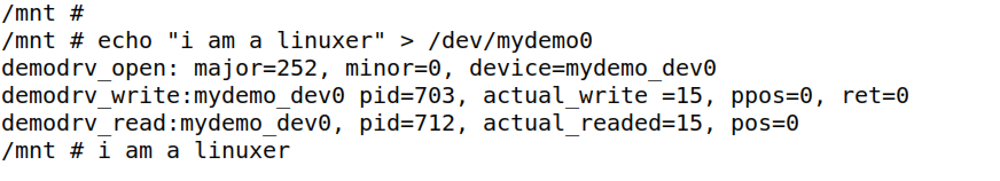 /mnt #
/mnt # echo "i am a linuxer" > /dev/mydemo0
demodrv_open: major=252, minor=0, device=mydemo_dev0
demodrv_write:mydemo_dev0 pid=703, actual_write =15, ppos=0, ret=0
demodrv_read:mydemo_dev0, pid=712, actual_readed=15, pos=0
/mnt # i am a linuxer